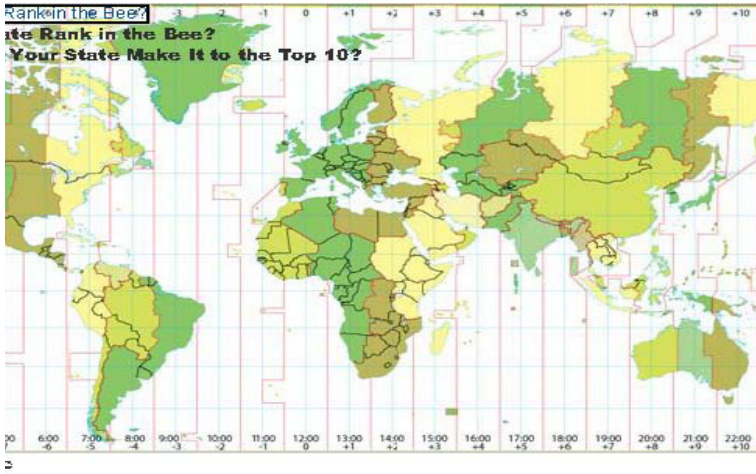 Rank in the Bee?
ate Rank in the Bee?
Your State Make It to the Top 10?
-2 -1 0 +1 +2 +3 +4 +5 +6 +7 +8 +9 +10
00 6:00 7:00 8:00 9:00 10:00 11:00 12:00 13:00 14:00 15:00 16:00 17:00 18:00 19:00 20:00 21:00 22:00
-6 -5 -4 -3 -2 -1 0 +1 +2 +3 +4 +5 +6 +7 +8 +9 +10